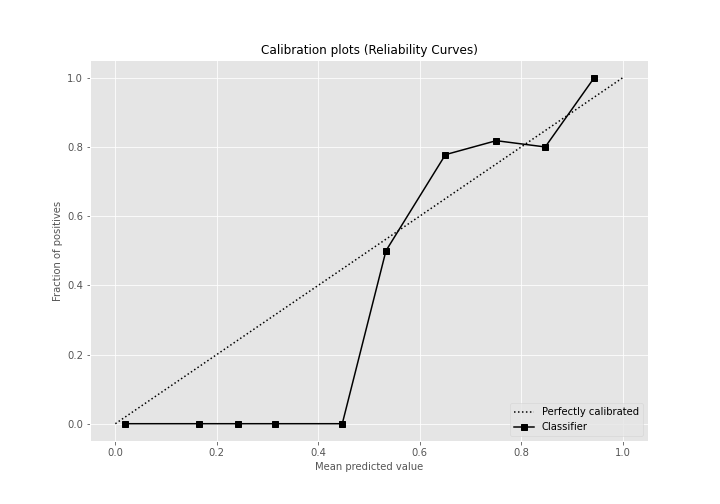 Calibration plots (Reliability Curves)
1.0
0.8
0.6
0.4
0.2
0.0
Fraction of positives
0.0 0.2 0.4 0.6 0.8 1.0
Mean predicted value
Perfectly calibrated
Classifier